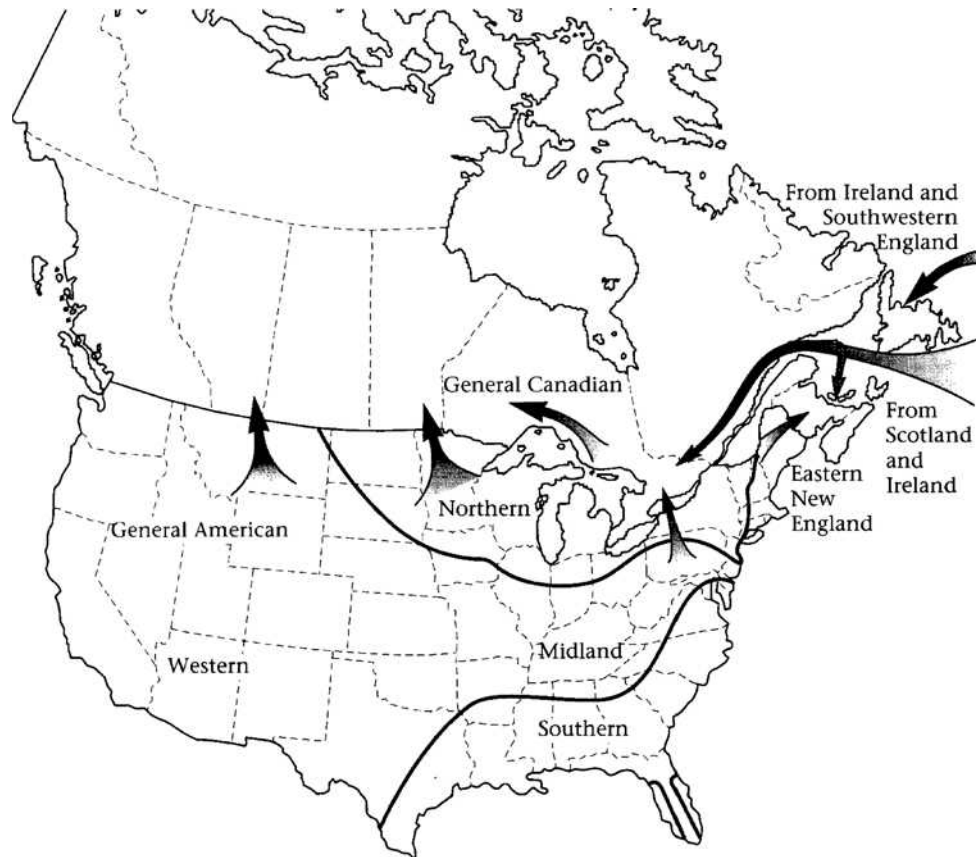 From Ireland and
Southwestern
England
General Canadian
From
Scotland
and
Ireland
Eastern
New
England
Northern
General American
Midland
Western
Southern